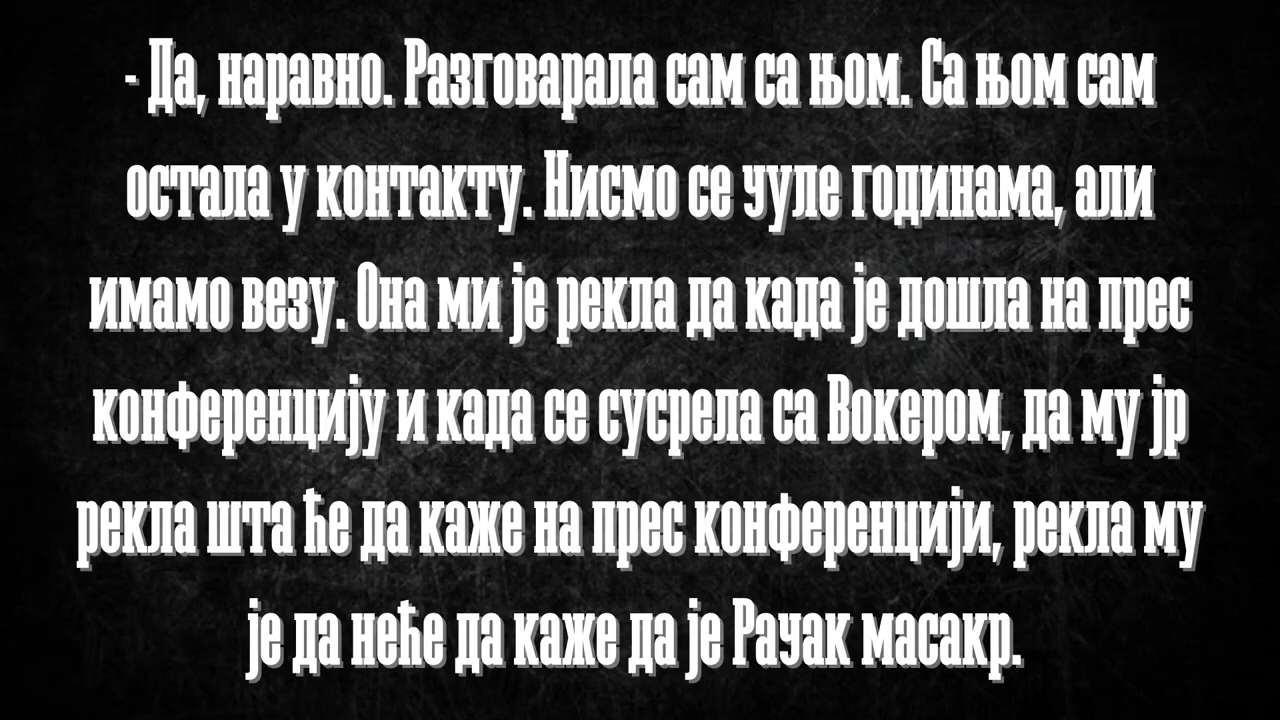 - Да, наравно. Разговарала сам са њом. Са њом сам
остала у контакту. Нисмо се чуле годинама, али
имамо везу. Она ми је рекла да када је дошла на прес
конференцију и када се сусрела са Вокером, да му јр
рекла шта ће да каже на прес конференцији, рекла му
је да неће да каже да је Рачак масакр.